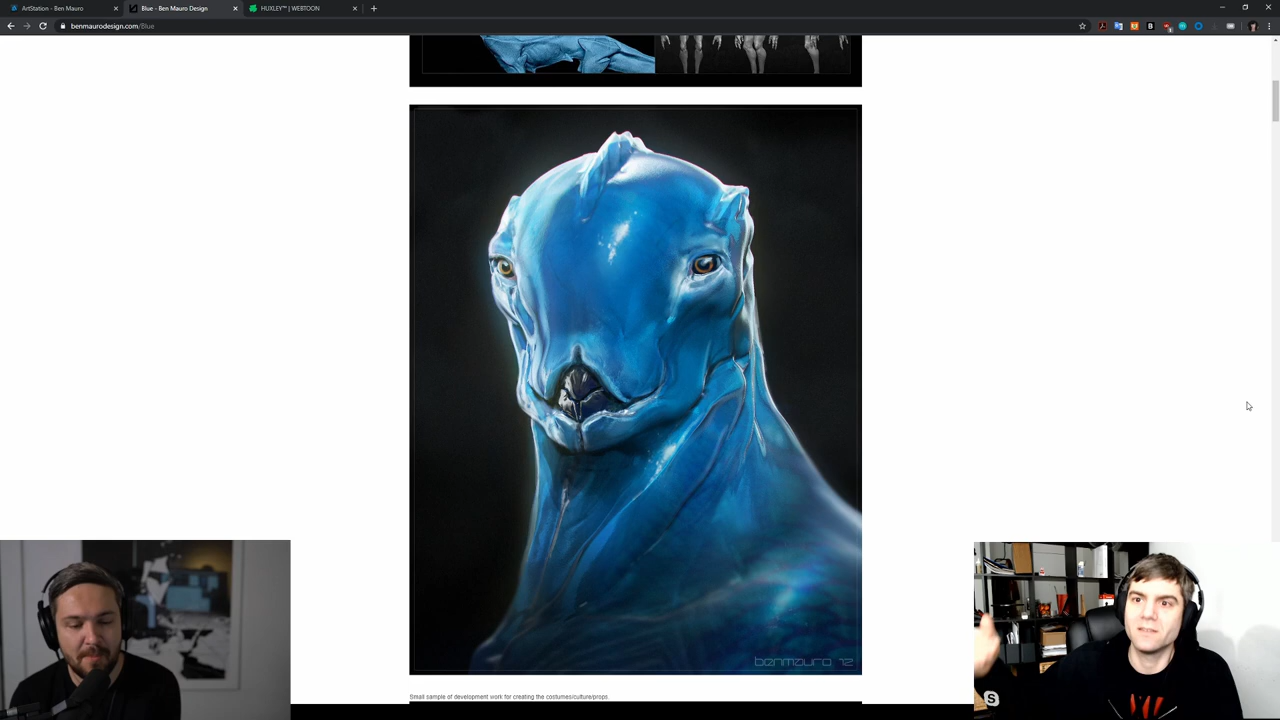 ArtStation - Ben Mauro
Blue - Ben Mauro Design
HUXLEY™ | WEBTOON
benmaurodesign.com/Blue
benmauro 12
Small sample of development work for creating the costumes/culture/props.